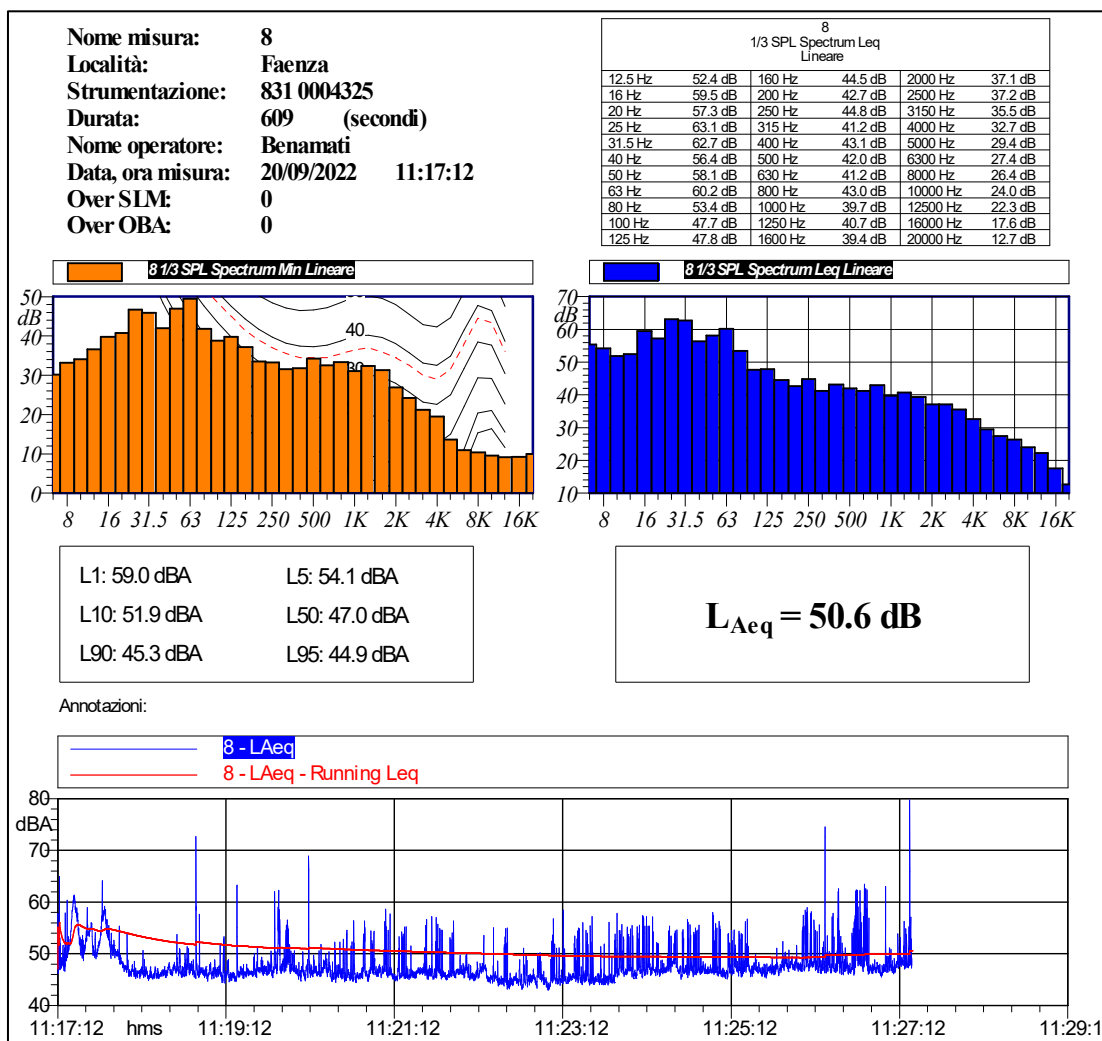 Nome misura: 8
Località: Faenza
Strumentazione: 831 0004325
Durata: 609 (secondi)
Nome operatore: Benamati
Data, ora misura: 20/09/2022 11:17:12
Over SLM: 0
Over OBA: 0
8
1/3 SPL Spectrum Leq
Lineare
12.5 Hz 52.4 dB 160 Hz 44.5 dB 2000 Hz 37.1 dB
16 Hz 59.5 dB 200 Hz 42.7 dB 2500 Hz 37.2 dB
20 Hz 57.3 dB 250 Hz 44.8 dB 3150 Hz 35.5 dB
25 Hz 63.1 dB 315 Hz 41.2 dB 4000 Hz 32.7 dB
31.5 Hz 62.7 dB 400 Hz 43.1 dB 5000 Hz 29.4 dB
40 Hz 56.4 dB 500 Hz 42.0 dB 6300 Hz 27.4 dB
50 Hz 58.1 dB 630 Hz 41.2 dB 8000 Hz 26.4 dB
63 Hz 60.2 dB 800 Hz 43.0 dB 10000 Hz 24.0 dB
80 Hz 53.4 dB 1000 Hz 39.7 dB 12500 Hz 22.3 dB
100 Hz 47.7 dB 1250 Hz 40.7 dB 16000 Hz 17.6 dB
125 Hz 47.8 dB 1600 Hz 39.4 dB 20000 Hz 12.7 dB
8 1/3 SPL Spectrum Min Lineare
50
dB
40
30
20
10
0
40
8 16 31.5 63 125 250 500 1K 2K 4K 8K 16K
8 1/3 SPL Spectrum Leq Lineare
70
dB
60
50
40
30
20
10
8 16 31.5 63 125 250 500 1K 2K 4K 8K 16K
L1: 59.0 dBA L5: 54.1 dBA
L10: 51.9 dBA L50: 47.0 dBA
L90: 45.3 dBA L95: 44.9 dBA
LAeq = 50.6 dB
Annotazioni:
8 - LAeq
8 - LAeq - Running Leq
80
dBA
70
60
50
40
11:17:12 hms 11:19:12 11:21:12 11:23:12 11:25:12 11:27:12 11:29:1